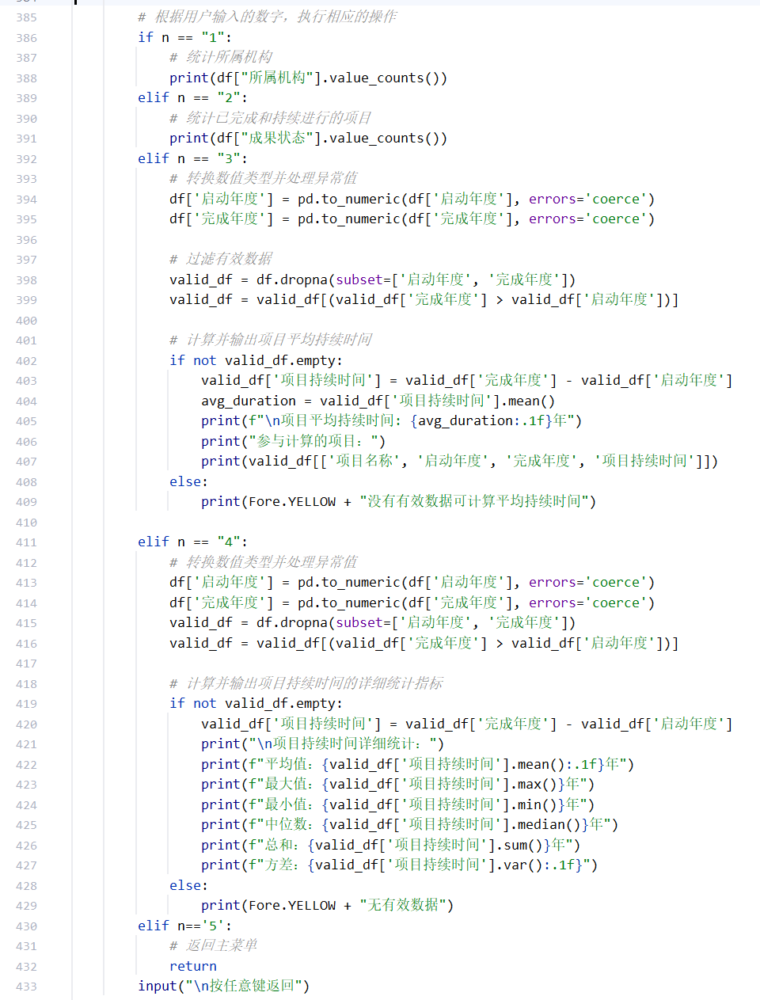 385 # 根据用户输入的数字，执行相应的操作
386 if n == "1":
387 # 统计所属机构
388 print(df["所属机构"].value_counts())
389 elif n == "2":
390 # 统计已完成和持续进行的项目
391 print(df["成果状态"].value_counts())
392 elif n == "3":
393 # 转换数值类型并处理异常值
394 df['启动年度'] = pd.to_numeric(df['启动年度'], errors='coerce')
395 df['完成年度'] = pd.to_numeric(df['完成年度'], errors='coerce')
396
397 # 过滤有效数据
398 valid_df = df.dropna(subset=['启动年度', '完成年度'])
399 valid_df = valid_df[(valid_df['完成年度'] > valid_df['启动年度'])]
400
401 # 计算并输出项目平均持续时间
402 if not valid_df.empty:
403 valid_df['项目持续时间'] = valid_df['完成年度'] - valid_df['启动年度']
404 avg_duration = valid_df['项目持续时间'].mean()
405 print(f"\n项目平均持续时间: {avg_duration:.1f}年")
406 print("参与计算的项目：")
407 print(valid_df[['项目名称', '启动年度', '完成年度', '项目持续时间']])
408 else:
409 print(Fore.YELLOW + "没有有效数据可计算平均持续时间")
410
411 elif n == "4":
412 # 转换数值类型并处理异常值
413 df['启动年度'] = pd.to_numeric(df['启动年度'], errors='coerce')
414 df['完成年度'] = pd.to_numeric(df['完成年度'], errors='coerce')
415 valid_df = df.dropna(subset=['启动年度', '完成年度'])
416 valid_df = valid_df[(valid_df['完成年度'] > valid_df['启动年度'])]
417
418 # 计算并输出项目持续时间的详细统计指标
419 if not valid_df.empty:
420 valid_df['项目持续时间'] = valid_df['完成年度'] - valid_df['启动年度']
421 print("\n项目持续时间详细统计：")
422 print(f"平均值：{valid_df['项目持续时间'].mean():.1f}年")
423 print(f"最大值：{valid_df['项目持续时间'].max()}年")
424 print(f"最小值：{valid_df['项目持续时间'].min()}年")
425 print(f"中位数：{valid_df['项目持续时间'].median()}年")
426 print(f"总和：{valid_df['项目持续时间'].sum()}年")
427 print(f"方差：{valid_df['项目持续时间'].var():.1f}")
428 else:
429 print(Fore.YELLOW + "无有效数据")
430 elif n=='5':
431 # 返回主菜单
432 return
433 input("\n按任意键返回")